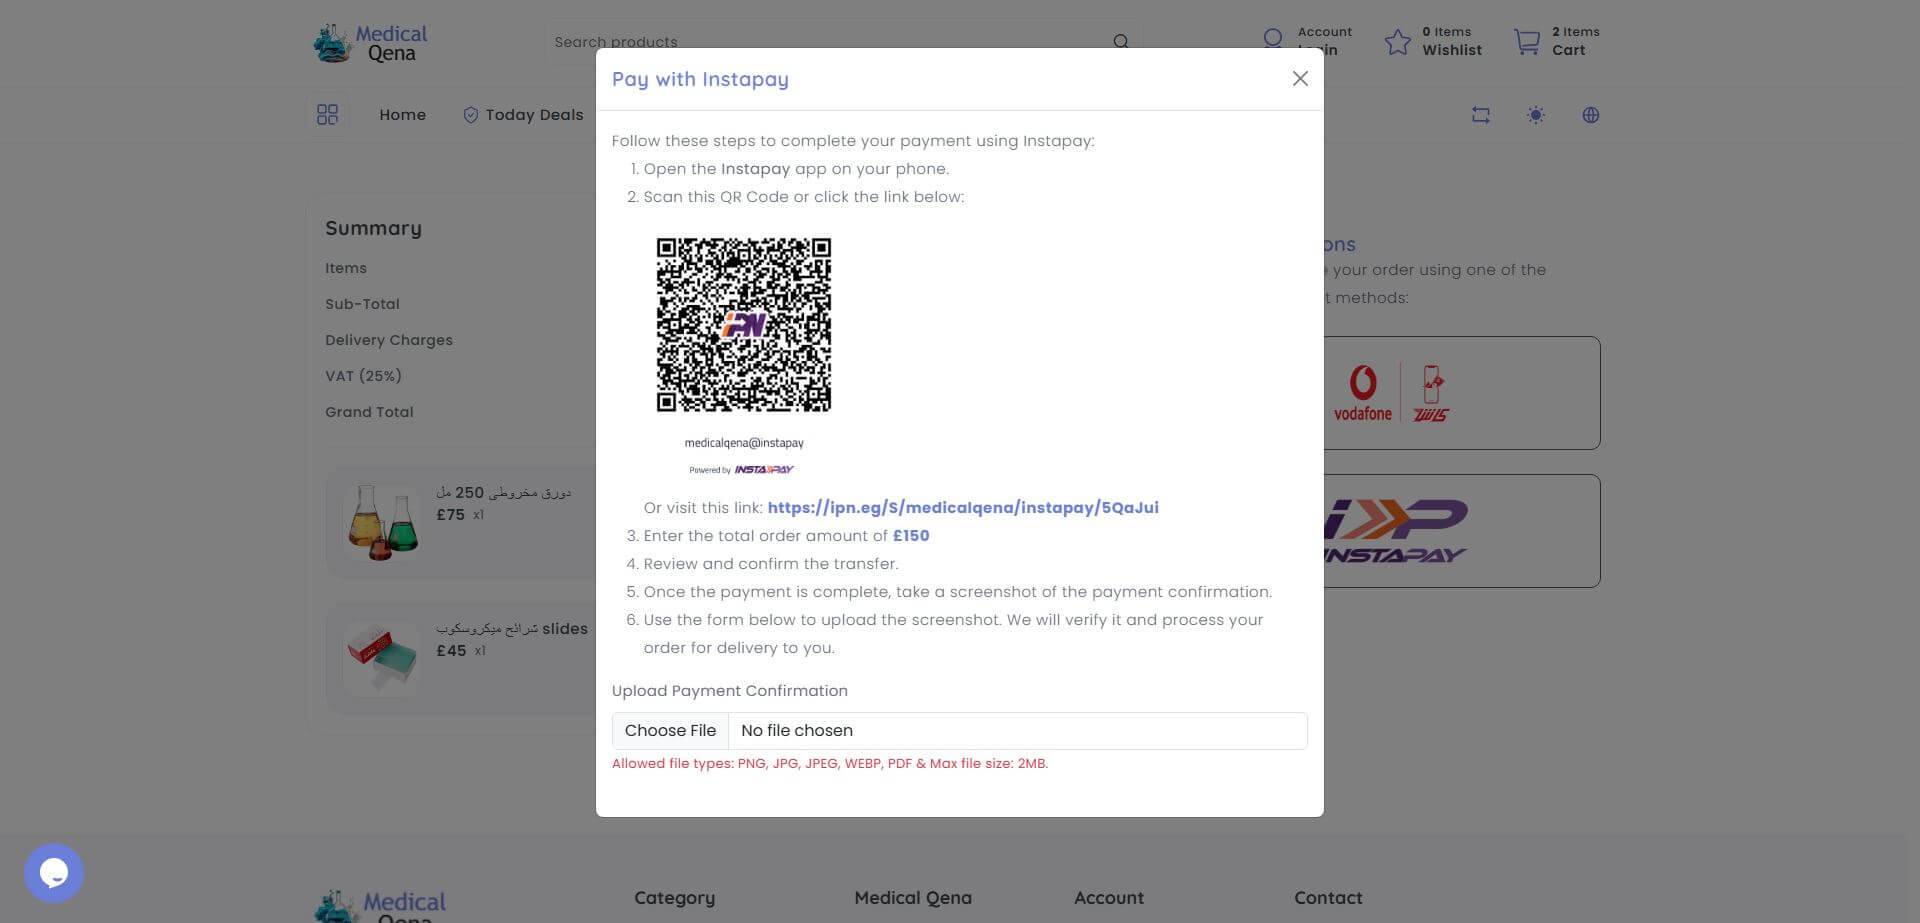 Medical
Qena
Search products
Account
Login
0 Items
Wishlist
2 Items
Cart
Home
Today Deals
Pay with Instapay
Follow these steps to complete your payment using Instapay:
1. Open the Instapay app on your phone.
2. Scan this QR Code or click the link below:
iPN
medicalqena@instapay
Powered by INSTAPAY
Or visit this link: https://ipn.eg/S/medicalqena/instapay/5QaJui
3. Enter the total order amount of £150
4. Review and confirm the transfer.
5. Once the payment is complete, take a screenshot of the payment confirmation.
6. Use the form below to upload the screenshot. We will verify it and process your
order for delivery to you.
Upload Payment Confirmation
Choose File No file chosen
Allowed file types: PNG, JPG, JPEG, WEBP, PDF & Max file size: 2MB.
Summary
Items
Sub-Total
Delivery Charges
VAT (25%)
Grand Total
دورق مخروطى 250 مل
£75 x1
شرائح ميكروسكوب slides
£45 x1
ons
your order using one of the
t methods:
vodafone
كاش
INSTAPAY
Medical
Qena
Category
Medical Qena
Account
Contact